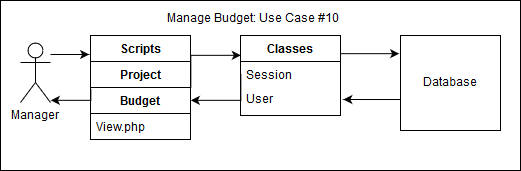 Manage Budget: Use Case #10
Scripts
Project
Budget
View.php
Classes
Session
User
Database
Manager